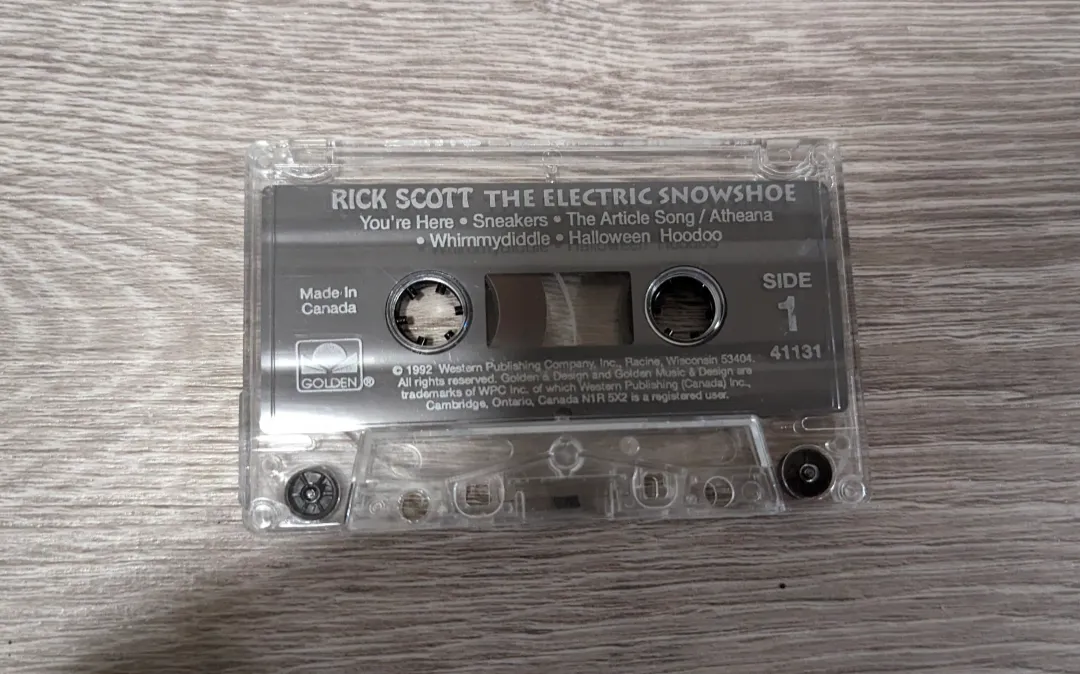 RICK SCOTT THE ELECTRIC SNOWSHOE
You're Here • Sneakers • The Article Song / Atheana
• Whimmydiddle • Halloween Hoodoo
Made In
Canada
SIDE
1
41131
GOLDEN®
© 1992 Western Publishing Company, Inc., Racine, Wisconsin 53404.
All rights reserved. Golden & Design and Golden Music & Design are
trademarks of WPC Inc. of which Western Publishing (Canada) Inc.,
Cambridge, Ontario, Canada N1R 5X2 is a registered user.